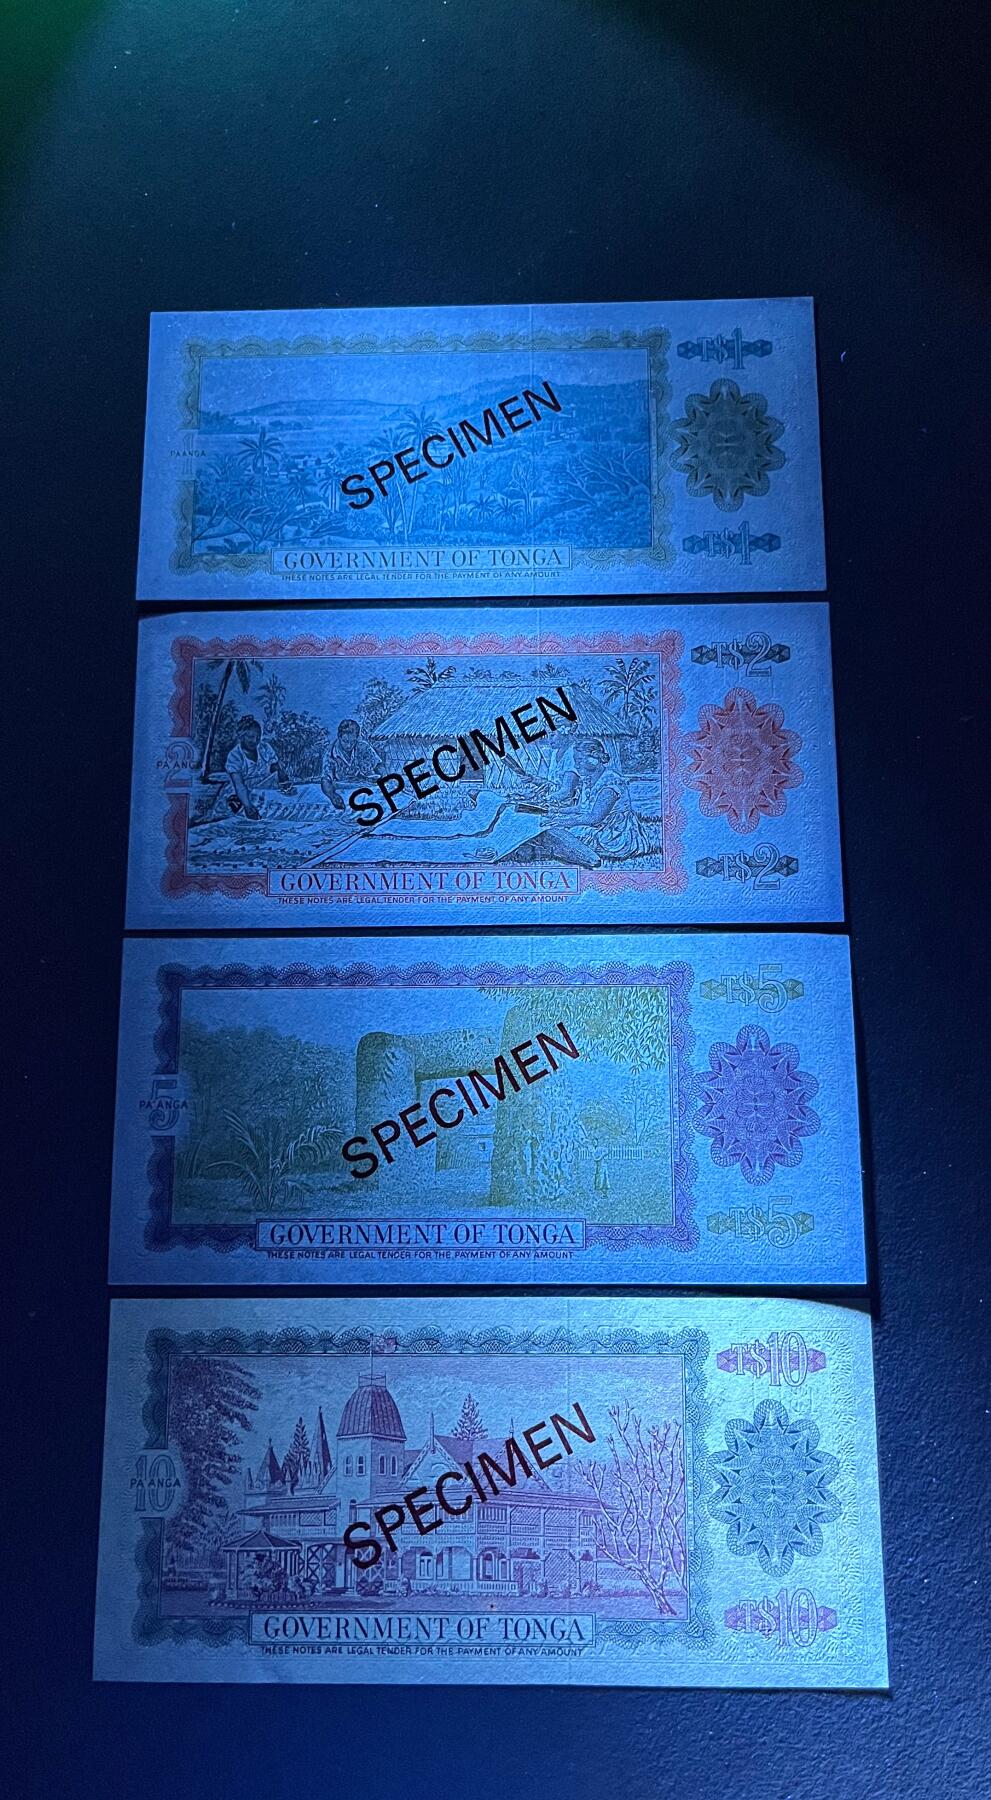 T$1
SPECIMEN
1
PA'ANGA
T$1
GOVERNMENT OF TONGA
THESE NOTES ARE LEGAL TENDER FOR THE PAYMENT OF ANY AMOUNT
T$2
SPECIMEN
2
PA'ANGA
T$2
GOVERNMENT OF TONGA
THESE NOTES ARE LEGAL TENDER FOR THE PAYMENT OF ANY AMOUNT
T$5
SPECIMEN
5
PA'ANGA
T$5
GOVERNMENT OF TONGA
THESE NOTES ARE LEGAL TENDER FOR THE PAYMENT OF ANY AMOUNT
T$10
SPECIMEN
10
PA'ANGA
T$10
GOVERNMENT OF TONGA
THESE NOTES ARE LEGAL TENDER FOR THE PAYMENT OF ANY AMOUNT